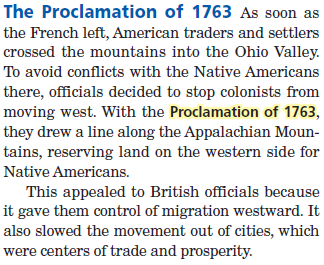 The Proclamation of 1763 As soon as
the French left, American traders and settlers
crossed the mountains into the Ohio Valley.
To avoid conflicts with the Native Americans
there, officials decided to stop colonists from
moving west. With the Proclamation of 1763,
they drew a line along the Appalachian Moun-
tains, reserving land on the western side for
Native Americans.
This appealed to British officials because
it gave them control of migration westward. It
also slowed the movement out of cities, which
were centers of trade and prosperity.